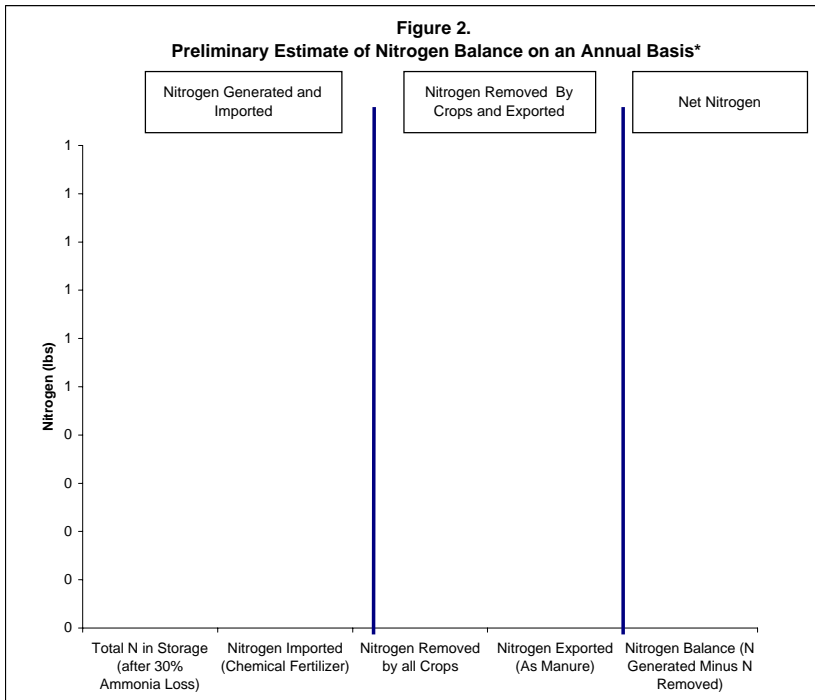 Figure 2.
Preliminary Estimate of Nitrogen Balance on an Annual Basis*
Nitrogen Generated and
Imported
Nitrogen Removed By
Crops and Exported
Net Nitrogen
Nitrogen (lbs)
1
1
1
1
1
1
0
0
0
0
0
Total N in Storage
(after 30%
Ammonia Loss)
Nitrogen Imported
(Chemical Fertilizer)
Nitrogen Removed
by all Crops
Nitrogen Exported
(As Manure)
Nitrogen Balance (N
Generated Minus N
Removed)